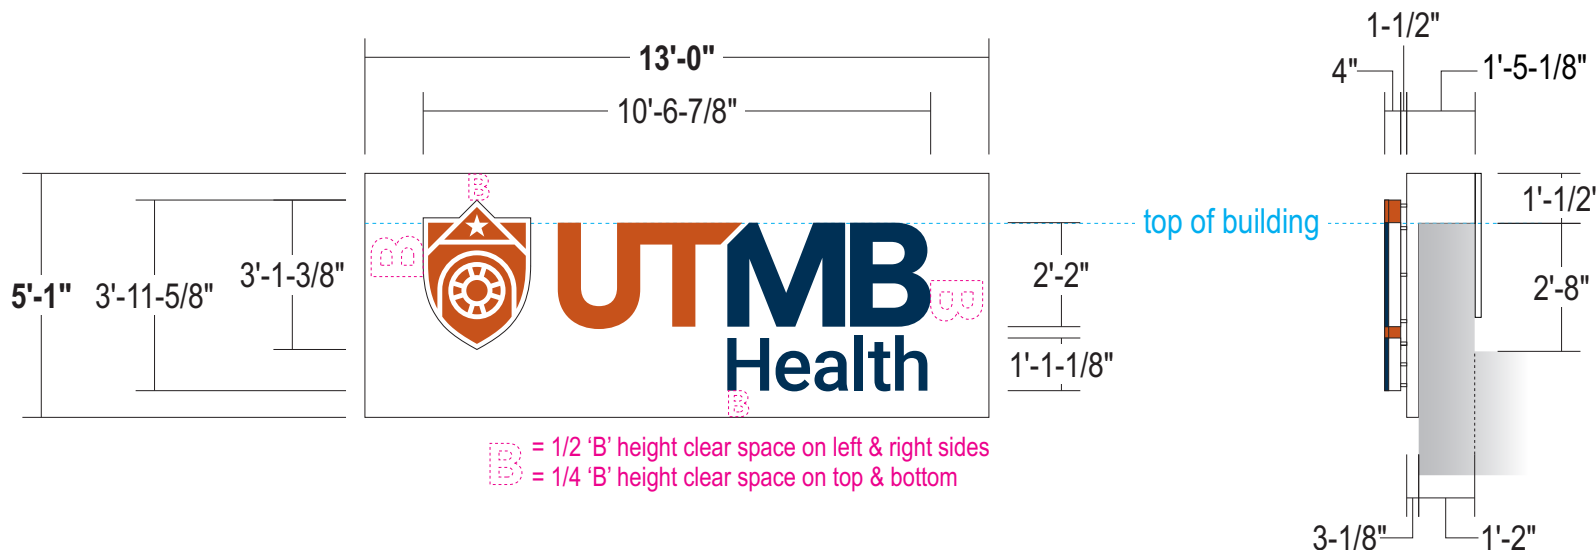 1-1/2"
13'-0"
4"
1'-5-1/8"
10'-6-7/8"
B
1'-1/2"
top of building
UTMB
B
3'-1-3/8"
2'-2"
5'-1"
3'-11-5/8"
2'-8"
B
Health
1'-1-1/8"
B
B = 1/2 ‘B’ height clear space on left & right sides
= 1/4 ‘B’ height clear space on top & bottom
3-1/8"
1'-2"